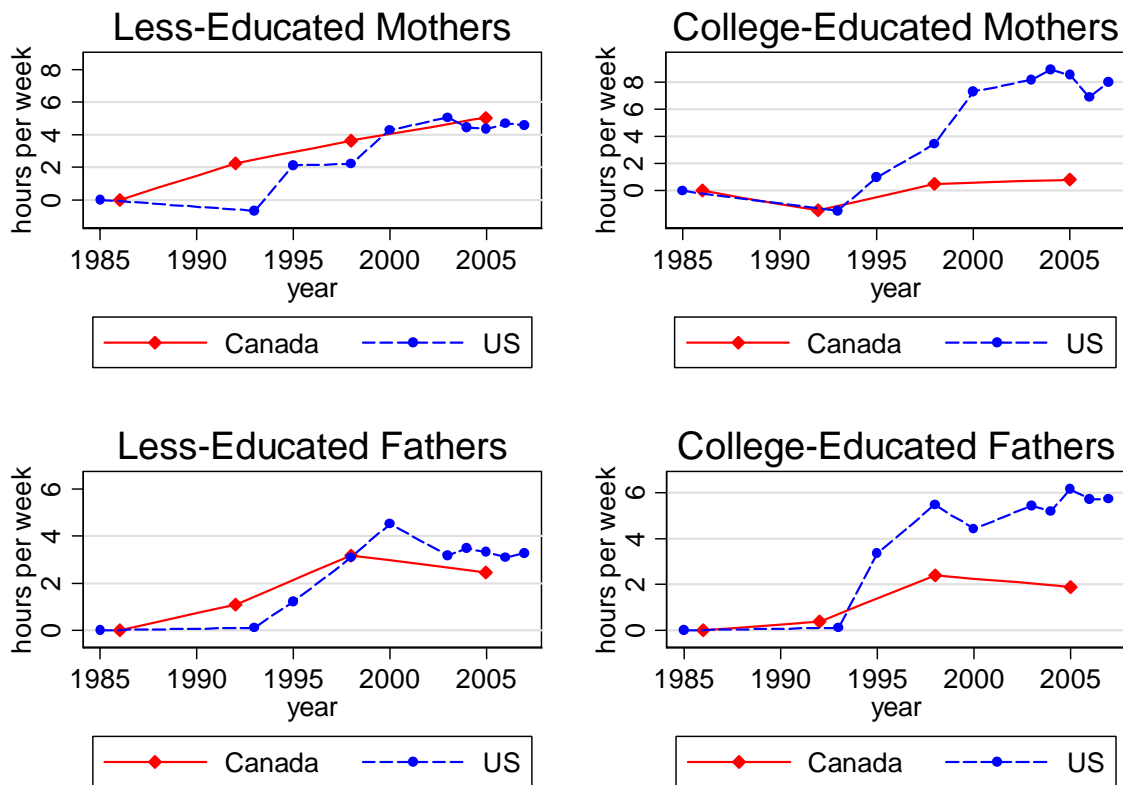 Less-Educated Mothers
hours per week
8
6
4
2
0
1985 1990 1995 2000 2005
year
Canada US
College-Educated Mothers
hours per week
8
6
4
2
0
1985 1990 1995 2000 2005
year
Canada US
Less-Educated Fathers
hours per week
6
4
2
0
1985 1990 1995 2000 2005
year
Canada US
College-Educated Fathers
hours per week
6
4
2
0
1985 1990 1995 2000 2005
year
Canada US